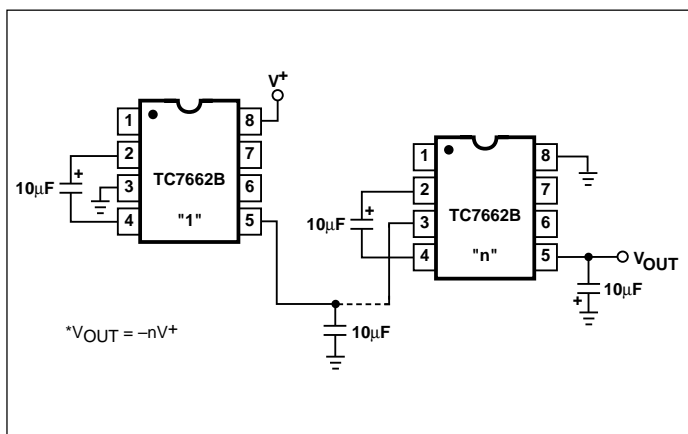 V+
1
2
3
4
TC7662B
"1"
8
7
6
5
10µF
+
1
2
3
4
TC7662B
"n"
8
7
6
5
10µF
+
VOUT
10µF
+
10µF
*VOUT = –nV+